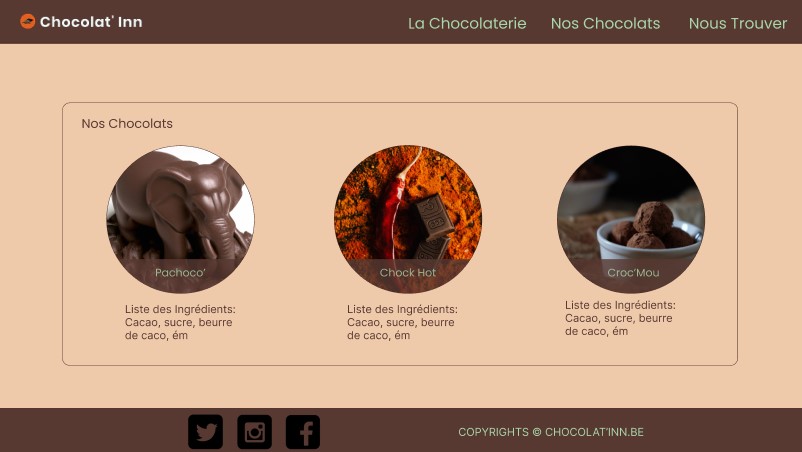 Chocolat' Inn
La Chocolaterie
Nos Chocolats
Nous Trouver
Nos Chocolats
Pachoco'
Chock Hot
Croc'Mou
Liste des Ingrédients:
Cacao, sucre, beurre
de caco, ém
Liste des Ingrédients:
Cacao, sucre, beurre
de caco, ém
Liste des Ingrédients:
Cacao, sucre, beurre
de caco, ém
COPYRIGHTS © CHOCOLAT'INN.BE